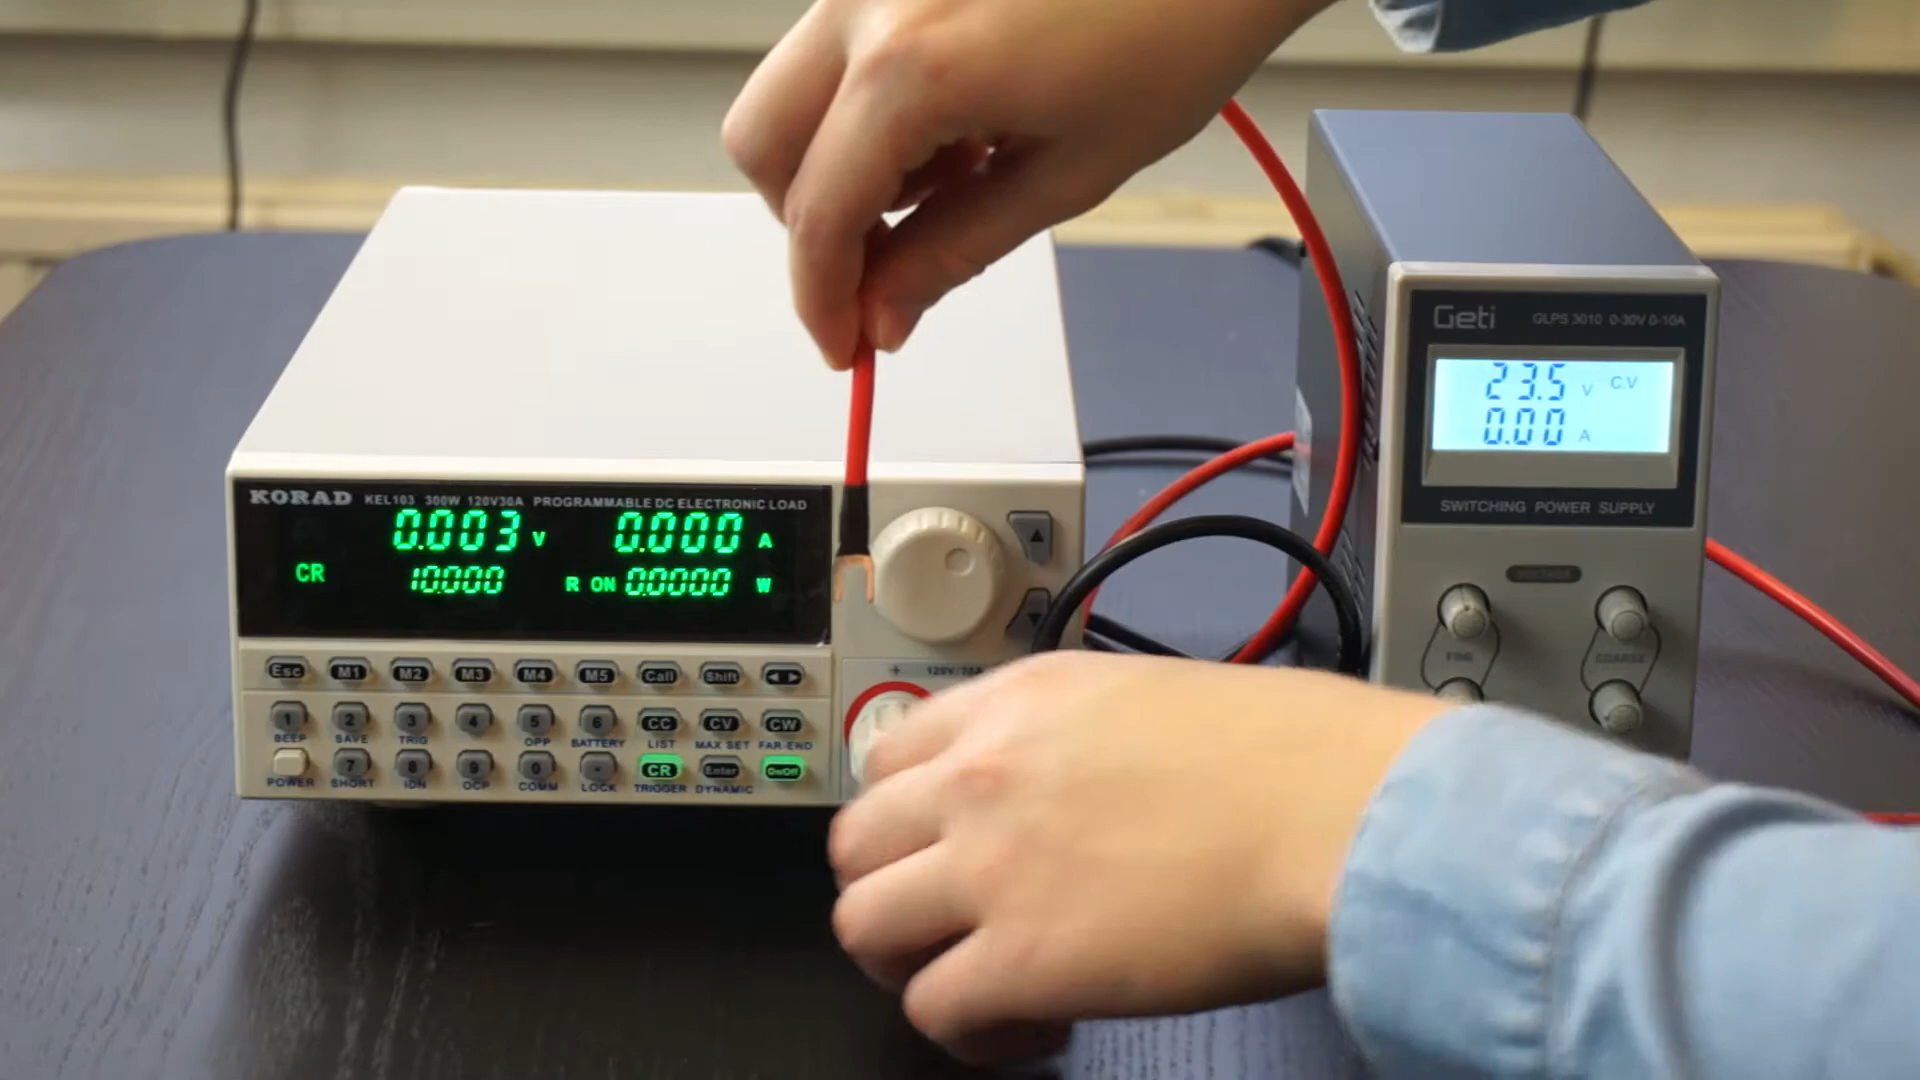 KORAD KEL103 300W 120V30A PROGRAMMABLE DC ELECTRONIC LOAD
0.003 V 0.000 A
CR 10.000 R ON 0.0000 W
Esc M1 M2 M3 M4 M5 Call Shift
1 2 3 4 5 6 CC CV CW
BEEP SAVE TRIG OPP BATTERY LIST MAX SET FAR-END
7 8 9 0 CR Enter On/Off
POWER SHORT IDN OCP COMM LOCK TRIGGER DYNAMIC
+
Geti GLPS 3010 0-30V 0-10A
23.5 V C.V
0.00 A
SWITCHING POWER SUPPLY
VOLTAGE
FINE COARSE